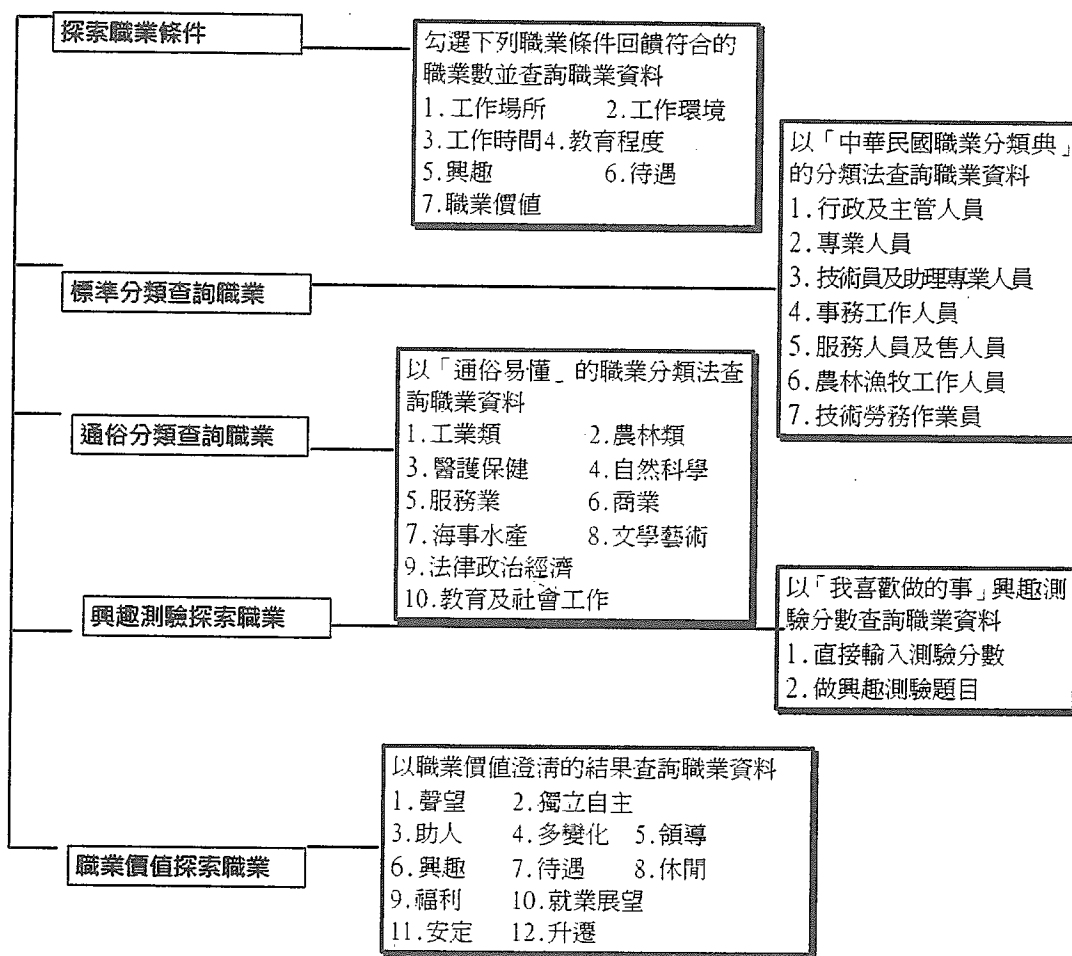 探索職業條件
勾選下列職業條件回饋符合的
職業數並查詢職業資料
1.工作場所 2.工作環境
3.工作時間4.教育程度
5.興趣 6.待遇
7.職業價值
標準分類查詢職業
以「中華民國職業分類典」
的分類法查詢職業資料
1.行政及主管人員
2.專業人員
3.技術員及助理專業人員
4.事務工作人員
5.服務人員及售人員
6.農林漁牧工作人員
7.技術勞務作業員
通俗分類查詢職業
以「通俗易懂」的職業分類法查
詢職業資料
1.工業類 2.農林類
3.醫護保健 4.自然科學
5.服務業 6.商業
7.海事水產 8.文學藝術
9.法律政治經濟
10.教育及社會工作
興趣測驗探索職業
以「我喜歡做的事」興趣測
驗分數查詢職業資料
1.直接輸入測驗分數
2.做興趣測驗題目
職業價值探索職業
以職業價值澄清的結果查詢職業資料
1.聲望 2.獨立自主
3.助人 4.多變化 5.領導
6.興趣 7.待遇 8.休閒
9.福利 10.就業展望
11.安定 12.升遷